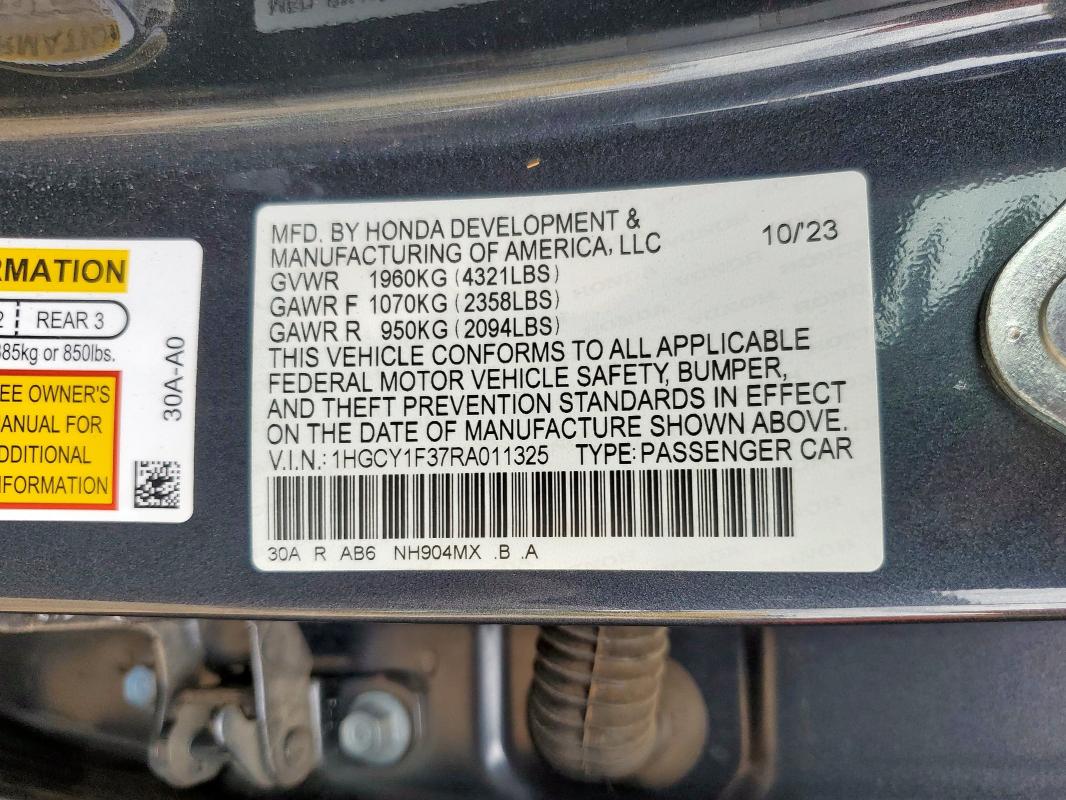 RMATION
2 REAR 3
385kg or 850lbs.
EE OWNER'S
ANUAL FOR
DDITIONAL
NFORMATION
30A-A0
MFD. BY HONDA DEVELOPMENT &
MANUFACTURING OF AMERICA, LLC
10/'23
GVWR 1960KG (4321LBS)
GAWR F 1070KG (2358LBS)
GAWR R 950KG (2094LBS)
THIS VEHICLE CONFORMS TO ALL APPLICABLE
FEDERAL MOTOR VEHICLE SAFETY, BUMPER,
AND THEFT PREVENTION STANDARDS IN EFFECT
ON THE DATE OF MANUFACTURE SHOWN ABOVE.
V.I.N.: 1HGCY1F37RA011325 TYPE: PASSENGER CAR
30A R AB6 NH904MX .B .A